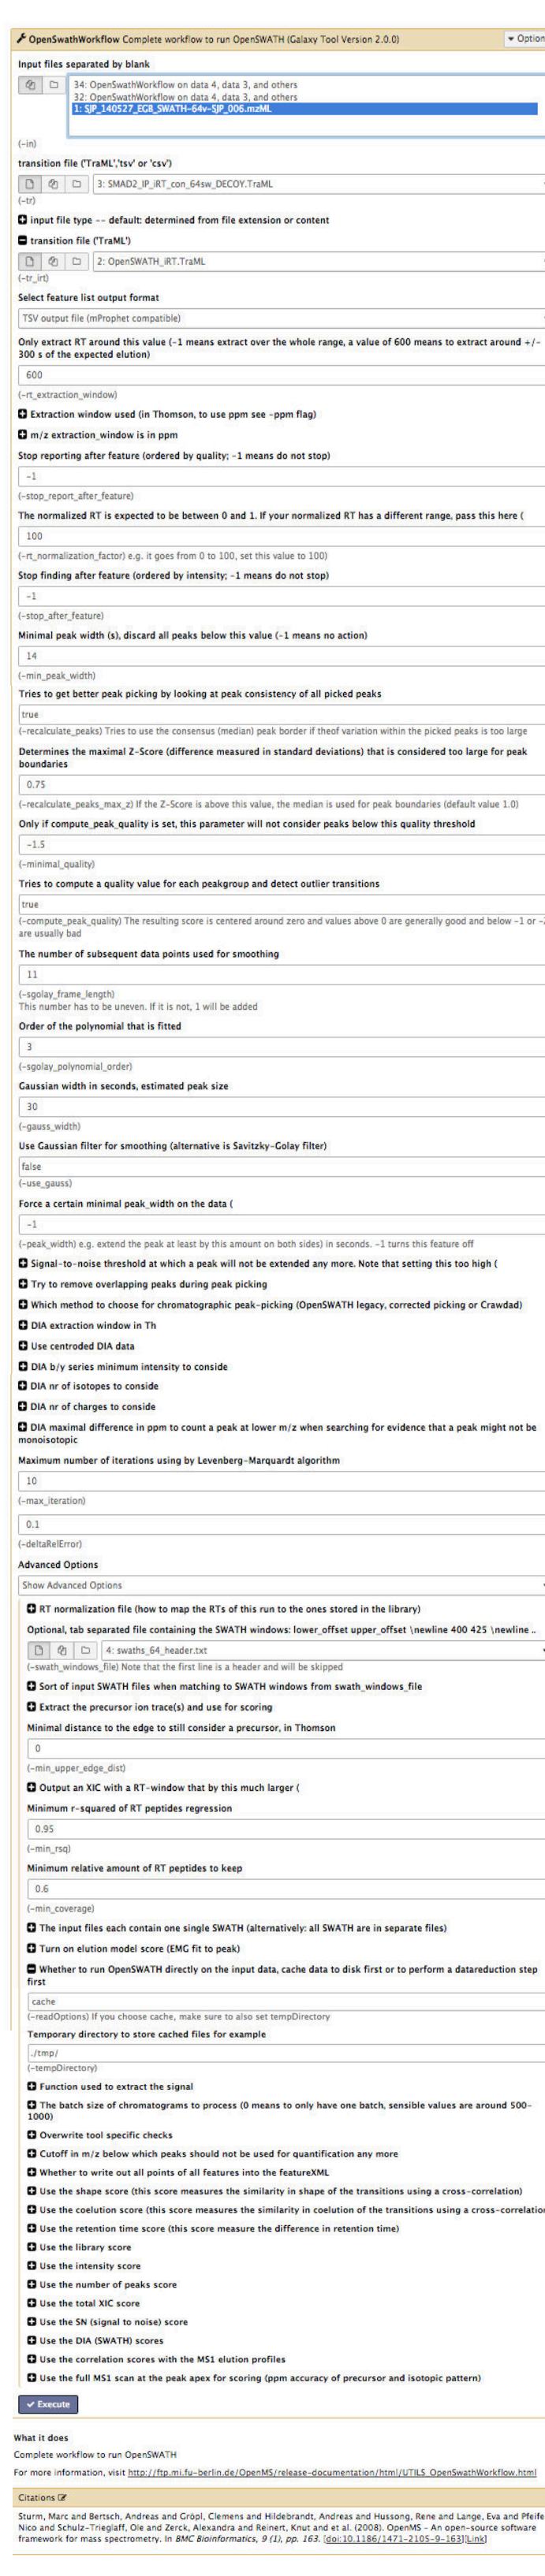 OpenSwathWorkflow Complete workflow to run OpenSWATH (Galaxy Tool Version 2.0.0)
Option
Input files separated by blank
34: OpenSwathWorkflow on data 4, data 3, and others
32: OpenSwathWorkflow on data 4, data 3, and others
1: SJP_140527_EGB_SWATH-64v-SJP_006.mzML
(-in)
transition file ('TraML','tsv' or 'csv')
3: SMAD2_IP_iRT_con_64sw_DECOY.TraML
(-tr)
input file type -- default: determined from file extension or content
transition file ('TraML')
2: OpenSWATH_iRT.TraML
(-tr_irt)
Select feature list output format
TSV output file (mProphet compatible)
Only extract RT around this value (-1 means extract over the whole range, a value of 600 means to extract around +/-
300 s of the expected elution)
600
(-rt_extraction_window)
Extraction window used (in Thomson, to use ppm see -ppm flag)
m/z extraction_window is in ppm
Stop reporting after feature (ordered by quality; -1 means do not stop)
-1
(-stop_report_after_feature)
The normalized RT is expected to be between 0 and 1. If your normalized RT has a different range, pass this here (
100
(-rt_normalization_factor) e.g. it goes from 0 to 100, set this value to 100)
Stop finding after feature (ordered by intensity; -1 means do not stop)
-1
(-stop_after_feature)
Minimal peak width (s), discard all peaks below this value (-1 means no action)
14
(-min_peak_width)
Tries to get better peak picking by looking at peak consistency of all picked peaks
true
(-recalculate_peaks) Tries to use the consensus (median) peak border if theof variation within the picked peaks is too large
Determines the maximal Z-Score (difference measured in standard deviations) that is considered too large for peak
boundaries
0.75
(-recalculate_peaks_max_z) If the Z-Score is above this value, the median is used for peak boundaries (default value 1.0)
Only if compute_peak_quality is set, this parameter will not consider peaks below this quality threshold
-1.5
(-minimal_quality)
Tries to compute a quality value for each peakgroup and detect outlier transitions
true
(-compute_peak_quality) The resulting score is centered around zero and values above 0 are generally good and below -1 or -2
are usually bad
The number of subsequent data points used for smoothing
11
(-sgolay_frame_length)
This number has to be uneven. If it is not, 1 will be added
Order of the polynomial that is fitted
3
(-sgolay_polynomial_order)
Gaussian width in seconds, estimated peak size
30
(-gauss_width)
Use Gaussian filter for smoothing (alternative is Savitzky-Golay filter)
false
(-use_gauss)
Force a certain minimal peak_width on the data (
-1
(-peak_width) e.g. extend the peak at least by this amount on both sides) in seconds. -1 turns this feature off
Signal-to-noise threshold at which a peak will not be extended any more. Note that setting this too high (
Try to remove overlapping peaks during peak picking
Which method to choose for chromatographic peak-picking (OpenSWATH legacy, corrected picking or Crawdad)
DIA extraction window in Th
Use centroded DIA data
DIA b/y series minimum intensity to conside
DIA nr of isotopes to conside
DIA nr of charges to conside
DIA maximal difference in ppm to count a peak at lower m/z when searching for evidence that a peak might not be
monoisotopic
Maximum number of iterations using by Levenberg-Marquardt algorithm
10
(-max_iteration)
0.1
(-deltaRelError)
Advanced Options
Show Advanced Options
RT normalization file (how to map the RTs of this run to the ones stored in the library)
Optional, tab separated file containing the SWATH windows: lower_offset upper_offset \newline 400 425 \newline ..
4: swaths_64_header.txt
(-swath_windows_file) Note that the first line is a header and will be skipped
Sort of input SWATH files when matching to SWATH windows from swath_windows_file
Extract the precursor ion trace(s) and use for scoring
Minimal distance to the edge to still consider a precursor, in Thomson
0
(-min_upper_edge_dist)
Output an XIC with a RT-window that by this much larger (
Minimum r-squared of RT peptides regression
0.95
(-min_rsq)
Minimum relative amount of RT peptides to keep
0.6
(-min_coverage)
The input files each contain one single SWATH (alternatively: all SWATH are in separate files)
Turn on elution model score (EMG fit to peak)
Whether to run OpenSWATH directly on the input data, cache data to disk first or to perform a datareduction step
first
cache
(-readOptions) If you choose cache, make sure to also set tempDirectory
Temporary directory to store cached files for example
./tmp/
(-tempDirectory)
Function used to extract the signal
The batch size of chromatograms to process (0 means to only have one batch, sensible values are around 500-
1000)
Overwrite tool specific checks
Cutoff in m/z below which peaks should not be used for quantification any more
Whether to write out all points of all features into the featureXML
Use the shape score (this score measures the similarity in shape of the transitions using a cross-correlation)
Use the coelution score (this score measures the similarity in coelution of the transitions using a cross-correlation
Use the retention time score (this score measure the difference in retention time)
Use the library score
Use the intensity score
Use the number of peaks score
Use the total XIC score
Use the SN (signal to noise) score
Use the DIA (SWATH) scores
Use the correlation scores with the MS1 elution profiles
Use the full MS1 scan at the peak apex for scoring (ppm accuracy of precursor and isotopic pattern)
Execute
What it does
Complete workflow to run OpenSWATH
For more information, visit http://ftp.mi.fu-berlin.de/OpenMS/release-documentation/html/UTILS_OpenSwathWorkflow.html
Citations
Sturm, Marc and Bertsch, Andreas and Gröpl, Clemens and Hildebrandt, Andreas and Hussong, Rene and Lange, Eva and Pfeife
Nico and Schulz-Trieglaff, Ole and Zerck, Alexandra and Reinert, Knut and et al. (2008). OpenMS - An open-source software
framework for mass spectrometry. In BMC Bioinformatics, 9 (1), pp. 163. [doi:10.1186/1471-2105-9-163][Link]